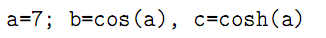 a=7; b=cos(a), c=cosh(a)